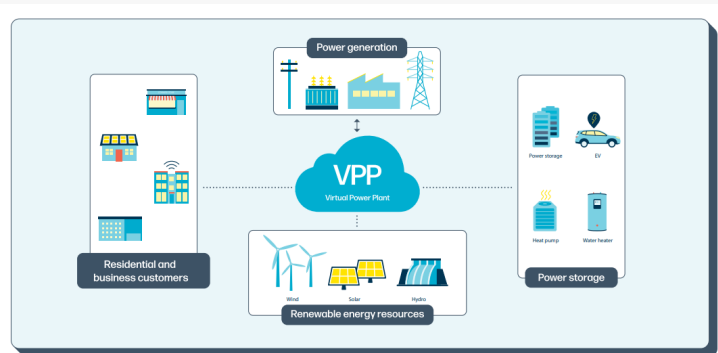 Power generation
VPP
Virtual Power Plant
Residential and
business customers
Power storage
EV
Heat pump
Water heater
Power storage
Wind
Solar
Hydro
Renewable energy resources